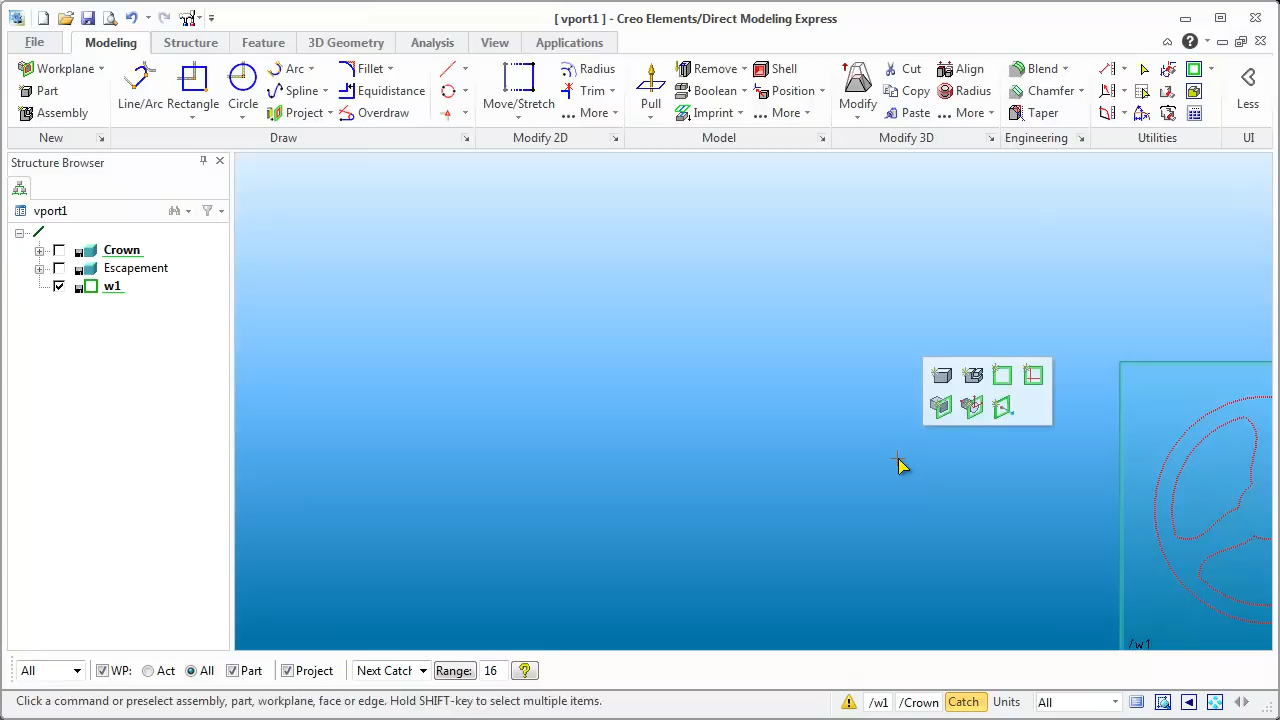 [ vport1 ] - Creo Elements/Direct Modeling Express
File Modeling Structure Feature 3D Geometry Analysis View Applications
Workplane Arc Fillet Radius Remove Shell Cut Align Blend
Part Spline Equidistance Trim Boolean Position Copy Radius Chamfer
Line/Arc Rectangle Circle Move/Stretch Pull Modify Less
Assembly Project Overdraw More Imprint More Paste More Taper
New Draw Modify 2D Model Modify 3D Engineering Utilities UI
Structure Browser
vport1
Crown
Escapement
w1
/w1
All WP: Act All Part Project Next Catch Range: 16
Click a command or preselect assembly, part, workplane, face or edge. Hold SHIFT-key to select multiple items. /w1 /Crown Catch Units All